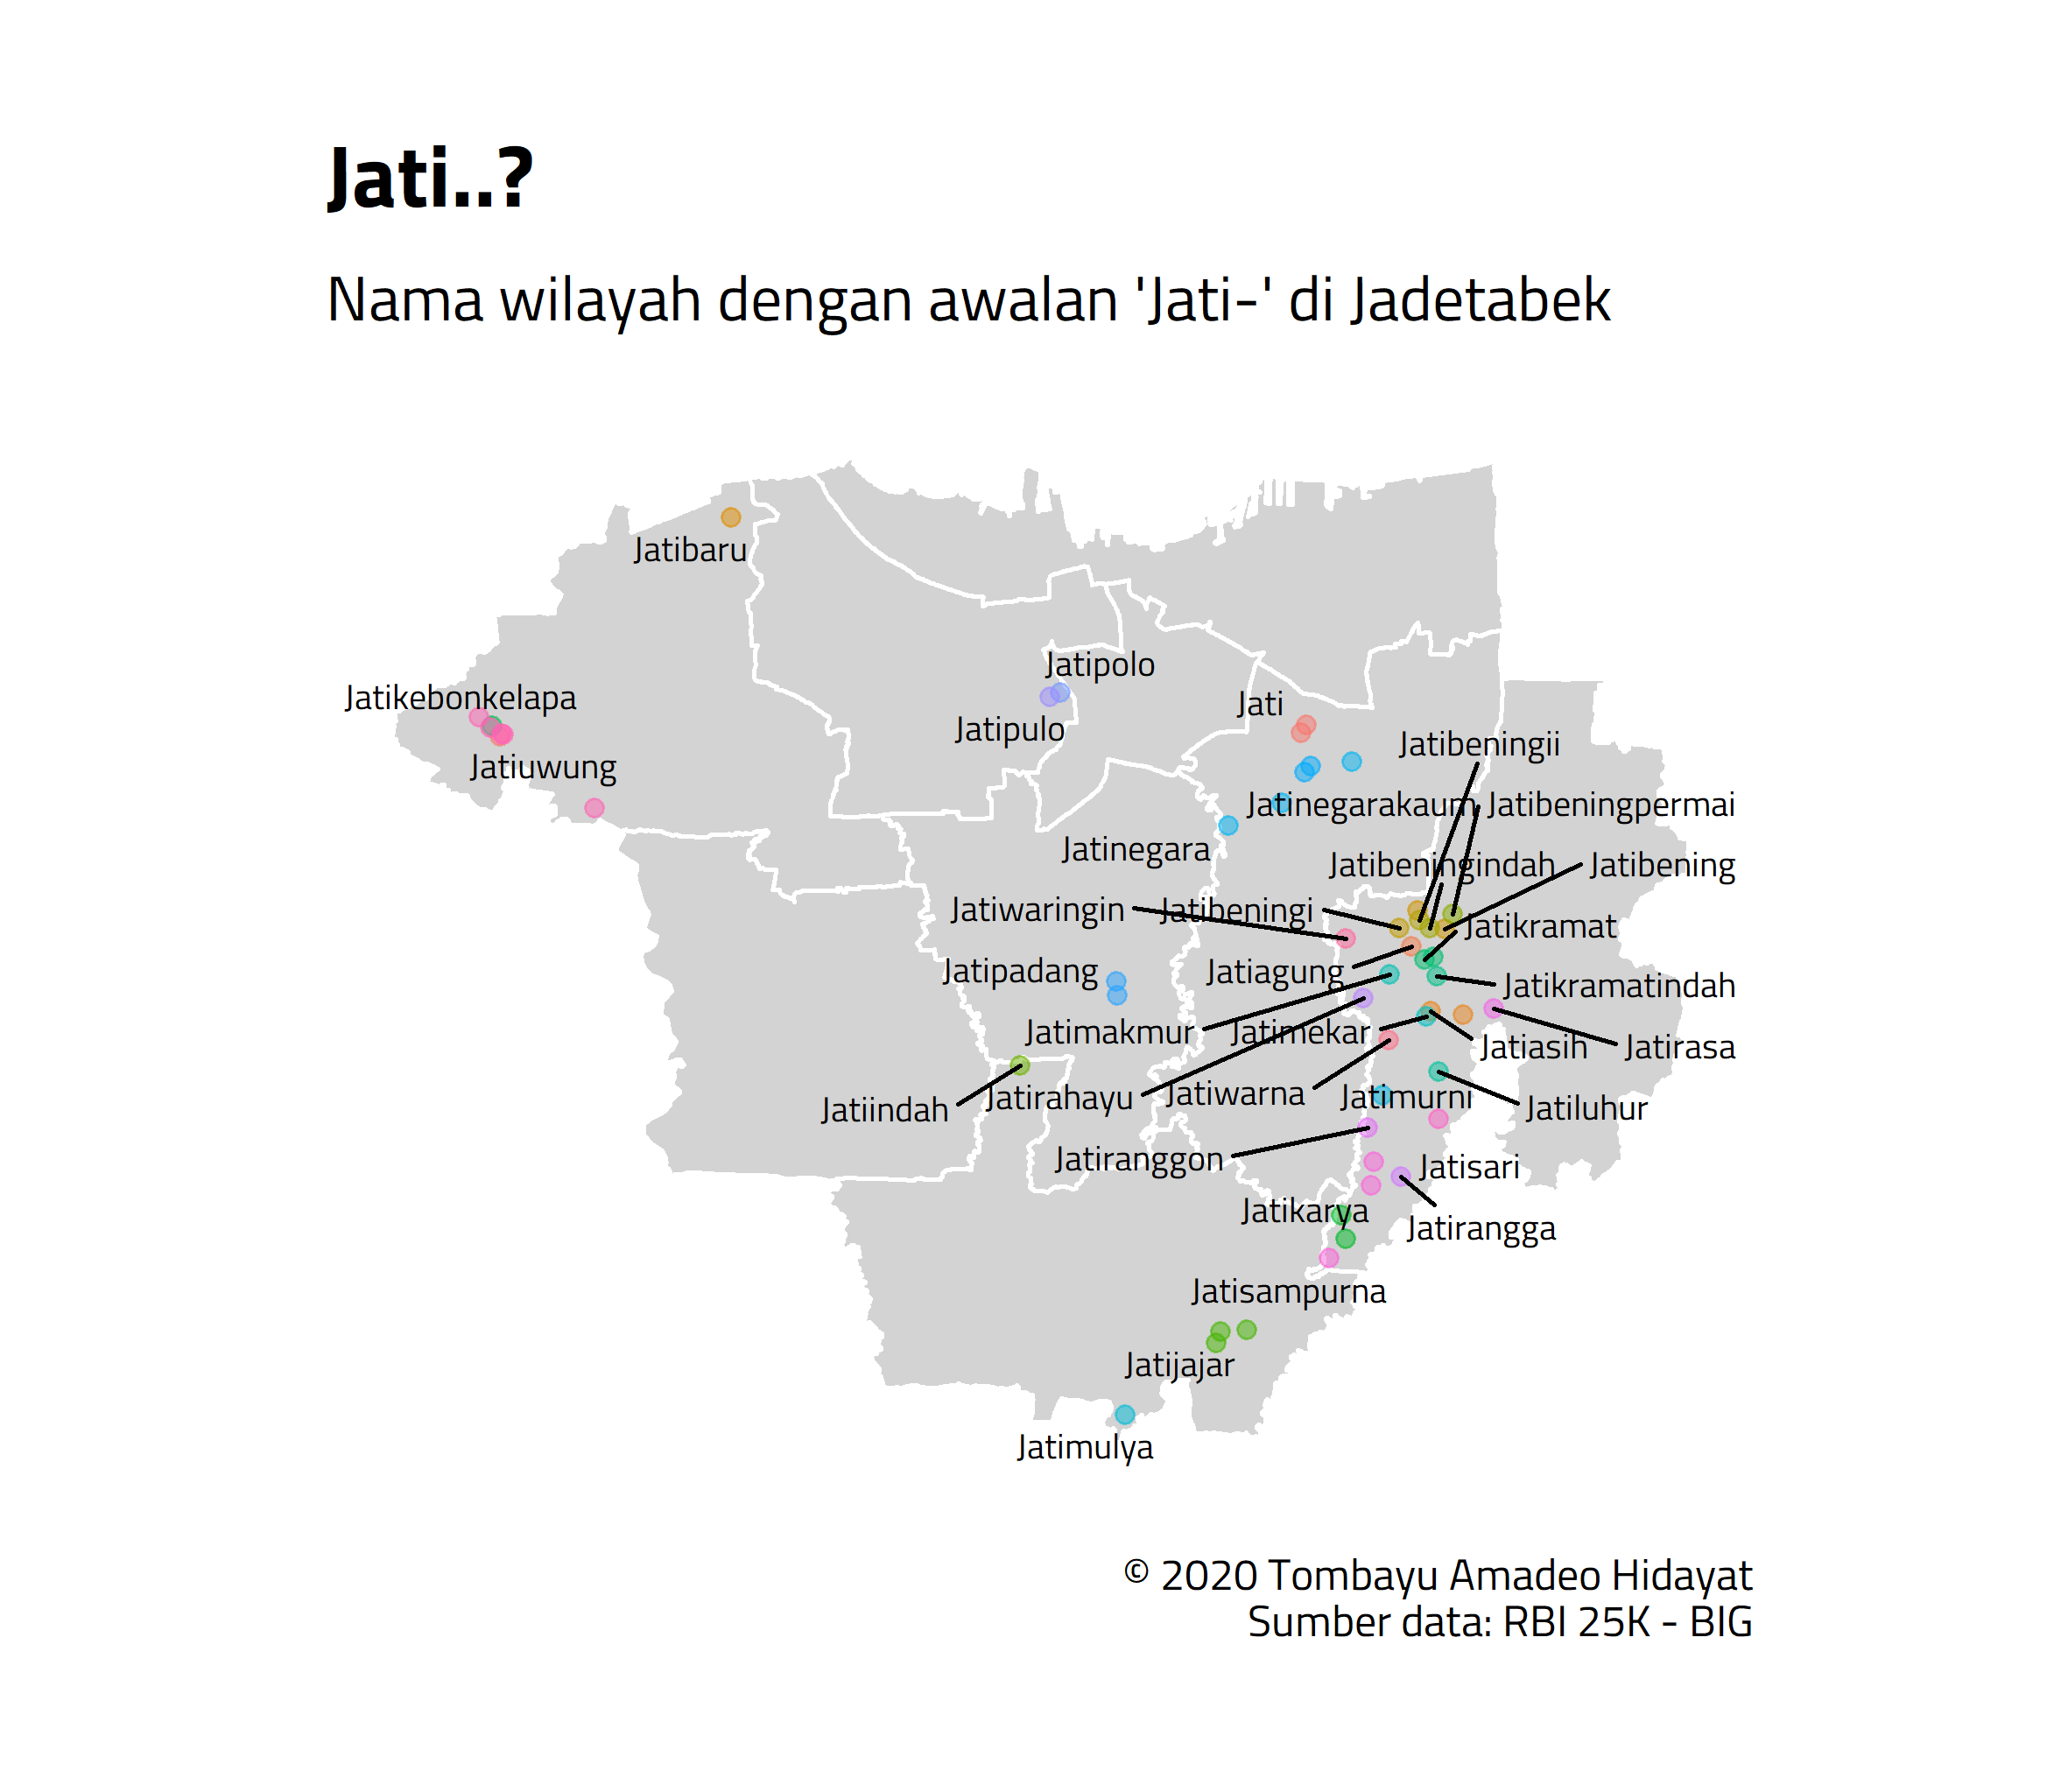 Jati..?
Nama wilayah dengan awalan 'Jati-' di Jadetabek
Jatibaru
Jatipolo
Jatikebonkelapa
Jati
Jatipulo
Jatibeningii
Jatiuwung
Jatinegarakaum
Jatibeningpermai
Jatinegara
Jatibeningindah
Jatibening
Jatiwaringin
Jatibeningi
Jatikramat
Jatipadang
Jatiagung
Jatikramatindah
Jatimakmur
Jatimekar
Jatiasih
Jatirasa
Jatiindah
Jatirahayu
Jatiwarna
Jatimurni
Jatiluhur
Jatiranggon
Jatisari
Jatikarya
Jatirangga
Jatisampurna
Jatijajar
Jatimulya
© 2020 Tombayu Amadeo Hidayat
Sumber data: RBI 25K - BIG